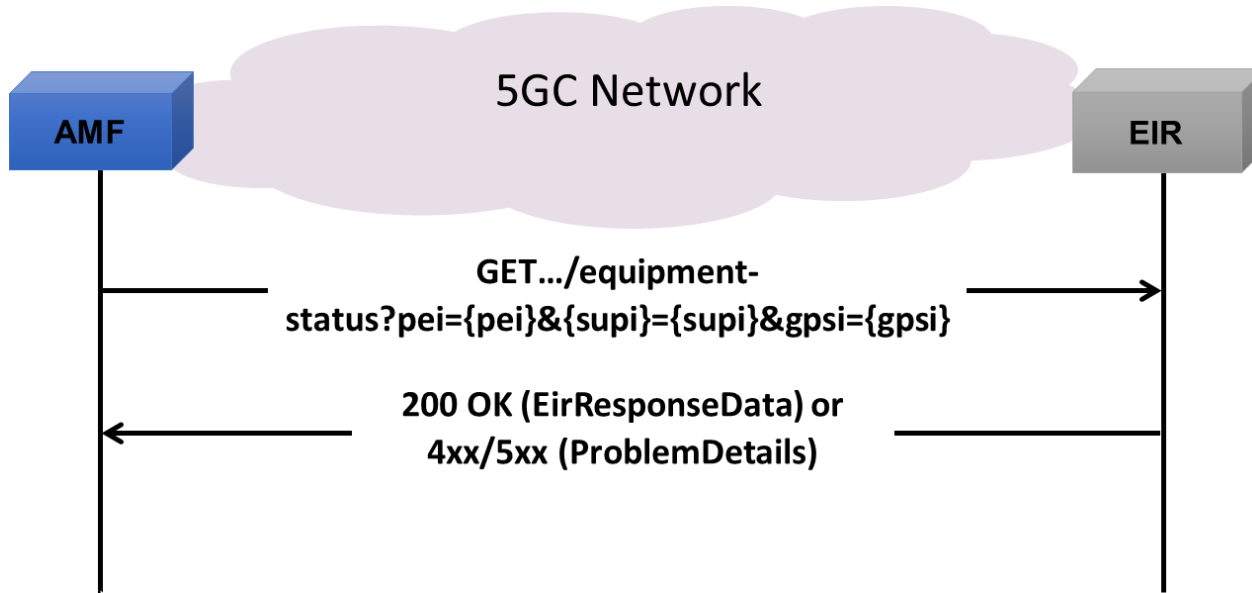 5GC Network
AMF
EIR
GET.../equipment-
status?pei={pei}&{supi}={supi}&gpsi={gpsi}
200 OK (EirResponseData) or
4xx/5xx (ProblemDetails)